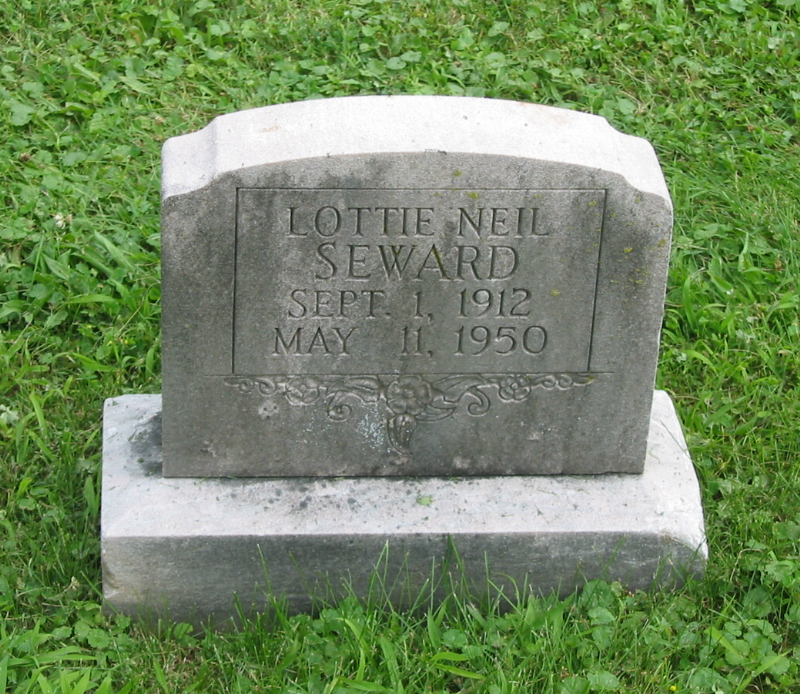 LOTTIE NEIL
SEWARD
SEPT. 1, 1912
MAY 11, 1950